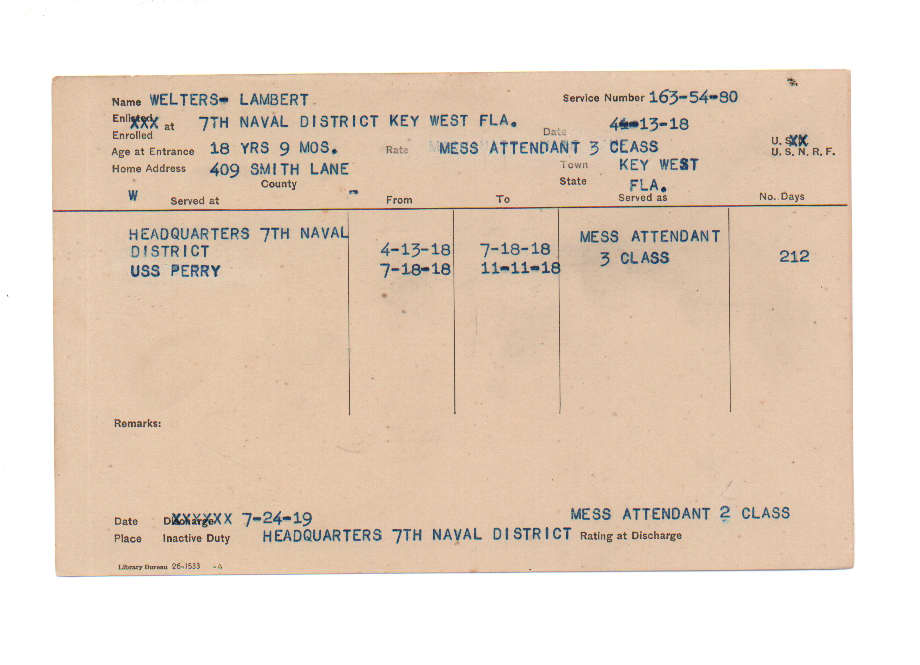 Name WELTERS- LAMBERT Service Number 163-54-80
Enlisted XXX at 7TH NAVAL DISTRICT KEY WEST FLA. Date 4-13-18
Enrolled
Age at Entrance 18 YRS 9 MOS. Rate MESS ATTENDANT 3 CLASS U. S. XX
U. S. N. R. F.
Home Address 409 SMITH LANE Town KEY WEST
County State FLA.
W Served at From To Served as No. Days
HEADQUARTERS 7TH NAVAL MESS ATTENDANT
DISTRICT 4-13-18 7-18-18 3 CLASS 212
USS PERRY 7-18-18 11-11-18
Remarks:
Date Discharge XXXXXX 7-24-19 MESS ATTENDANT 2 CLASS
Place Inactive Duty HEADQUARTERS 7TH NAVAL DISTRICT Rating at Discharge
Library Bureau 26-1533 -A